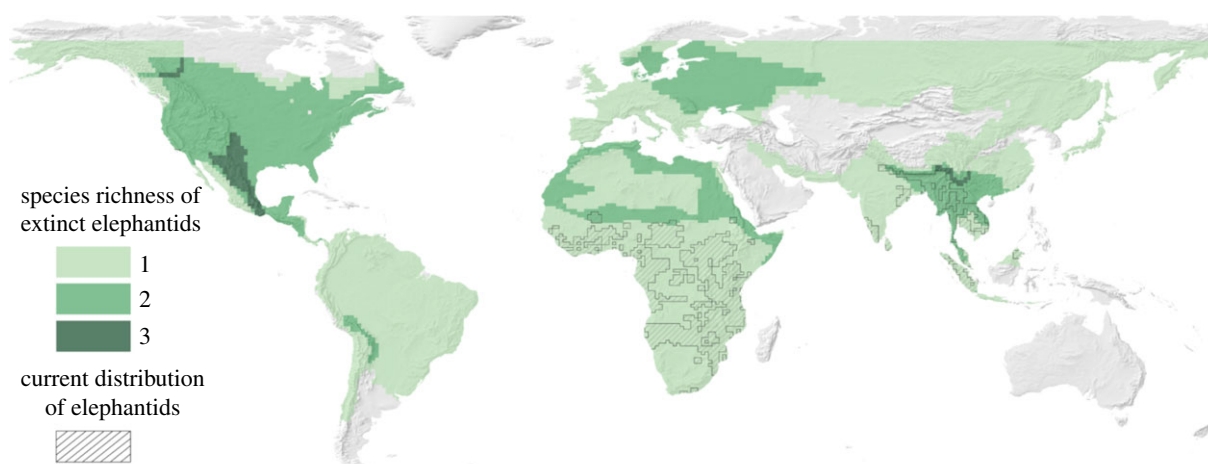 species richness of
extinct elephantids
1
2
3
current distribution
of elephantids